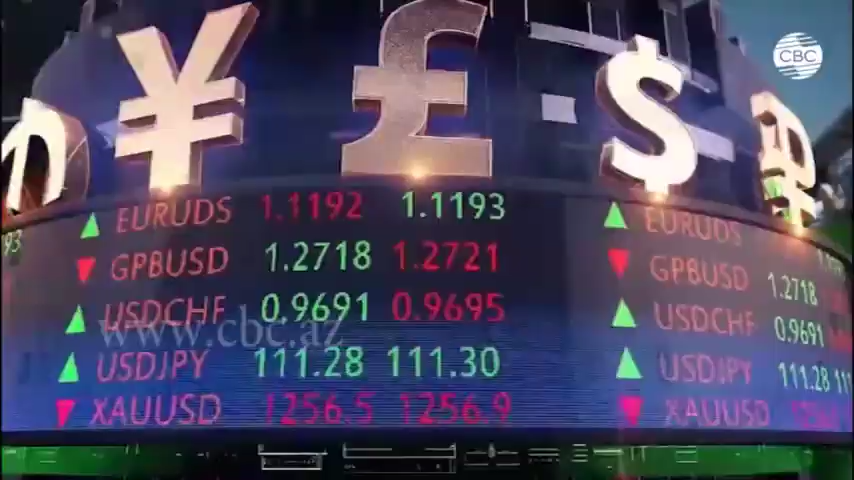 CBC
₼ ¥ £ $ ₽
93 EURUDS 1.1192 1.1193 EURUDS
GPBUSD 1.2718 1.2721 GPBUSD 1.2718
USDCHF 0.9691 0.9695 USDCHF 0.9691
www.cbc.az
USDJPY 111.28 111.30 USDJPY 111.28
XAUUSD 1256.5 1256.9 XAUUSD